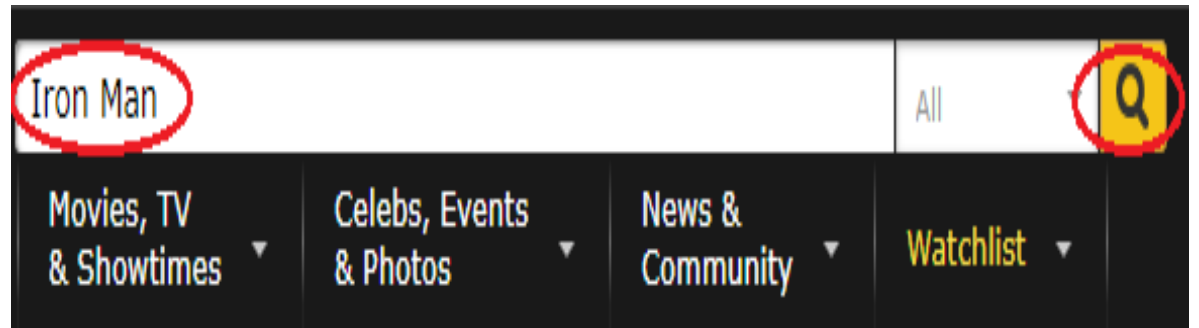 Iron Man All
Movies, TV Celebs, Events News &
& Showtimes & Photos Community Watchlist